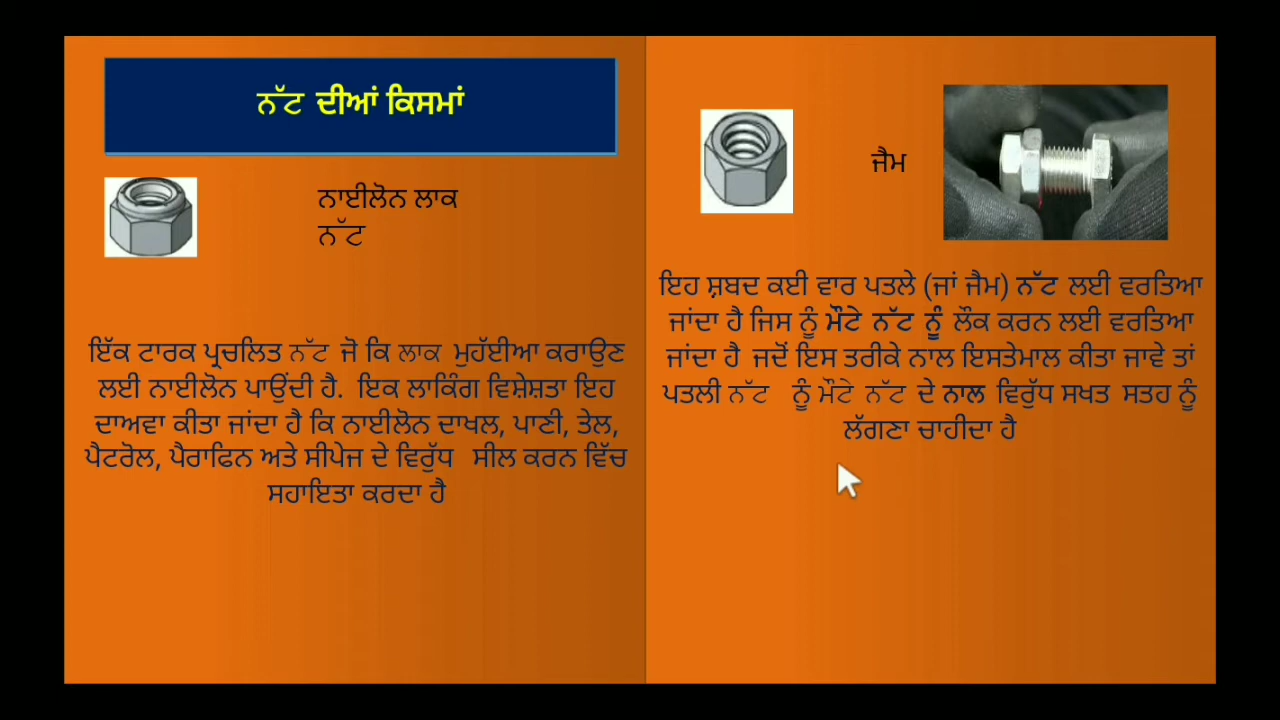 ਨੱਟ ਦੀਆਂ ਕਿਸਮਾਂ
ਨਾਈਲੋਨ ਲਾਕ
ਨੱਟ
ਇੱਕ ਟਾਰਕ ਪ੍ਰਚਲਿਤ ਨੱਟ ਜੋ ਕਿ ਲਾਕ ਮੁਹੱਈਆ ਕਰਾਉਣ
ਲਈ ਨਾਈਲੋਨ ਪਾਉਂਦੀ ਹੈ. ਇਕ ਲਾਕਿੰਗ ਵਿਸ਼ੇਸ਼ਤਾ ਇਹ
ਦਾਅਵਾ ਕੀਤਾ ਜਾਂਦਾ ਹੈ ਕਿ ਨਾਈਲੋਨ ਦਾਖਲ, ਪਾਣੀ, ਤੇਲ,
ਪੈਟਰੋਲ, ਪੈਰਾਫਿਨ ਅਤੇ ਸੀਪੇਜ ਦੇ ਵਿਰੁੱਧ ਸੀਲ ਕਰਨ ਵਿੱਚ
ਸਹਾਇਤਾ ਕਰਦਾ ਹੈ
ਜੈਮ
ਇਹ ਸ਼ਬਦ ਕਈ ਵਾਰ ਪਤਲੇ (ਜਾਂ ਜੈਮ) ਨੱਟ ਲਈ ਵਰਤਿਆ
ਜਾਂਦਾ ਹੈ ਜਿਸ ਨੂੰ ਮੌਟੇ ਨੱਟ ਨੂੰ ਲੌਕ ਕਰਨ ਲਈ ਵਰਤਿਆ
ਜਾਂਦਾ ਹੈ ਜਦੋਂ ਇਸ ਤਰੀਕੇ ਨਾਲ ਇਸਤੇਮਾਲ ਕੀਤਾ ਜਾਵੇ ਤਾਂ
ਪਤਲੀ ਨੱਟ ਨੂੰ ਮੌਟੇ ਨੱਟ ਦੇ ਨਾਲ ਵਿਰੁੱਧ ਸਖਤ ਸਤਹ ਨੂੰ
ਲੱਗਣਾ ਚਾਹੀਦਾ ਹੈ